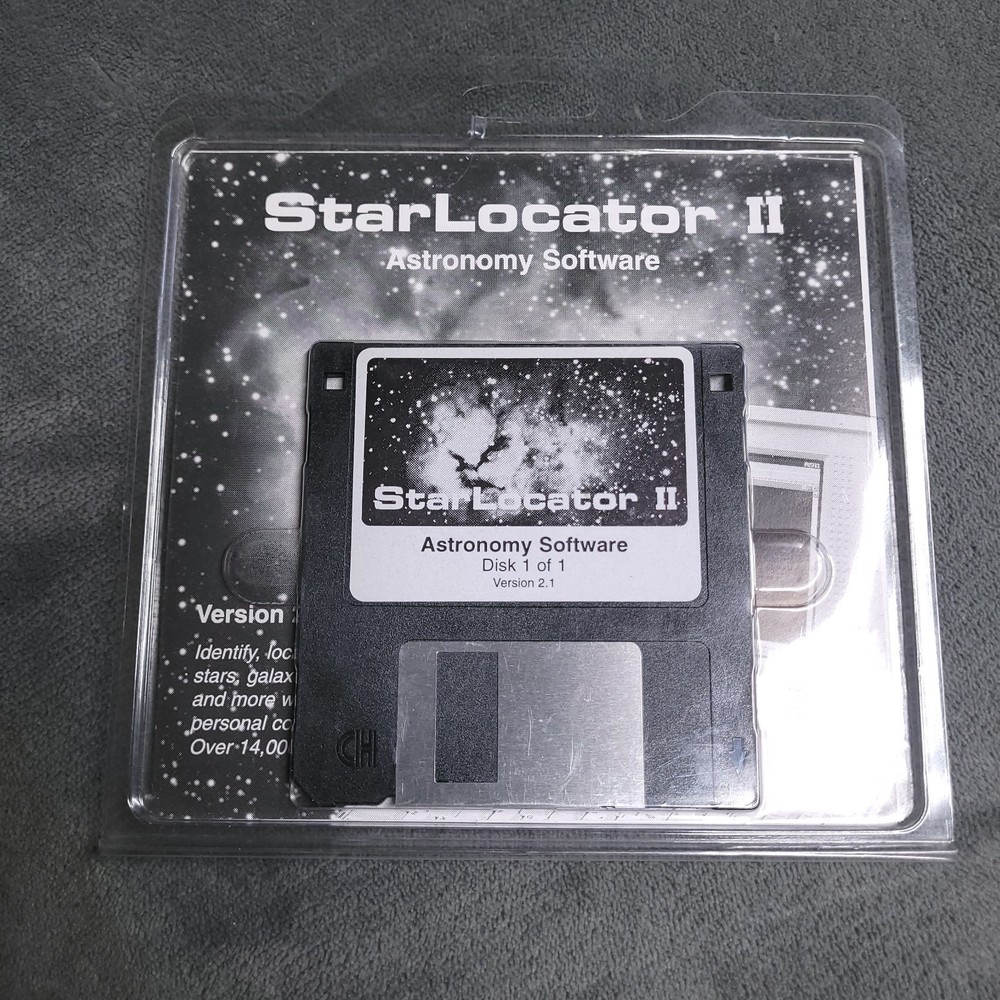 StarLocator II
Astronomy Software
StarLocator II
Astronomy Software
Disk 1 of 1
Version 2.1
Version
Identify,
stars,
and more
personal
Over
HD